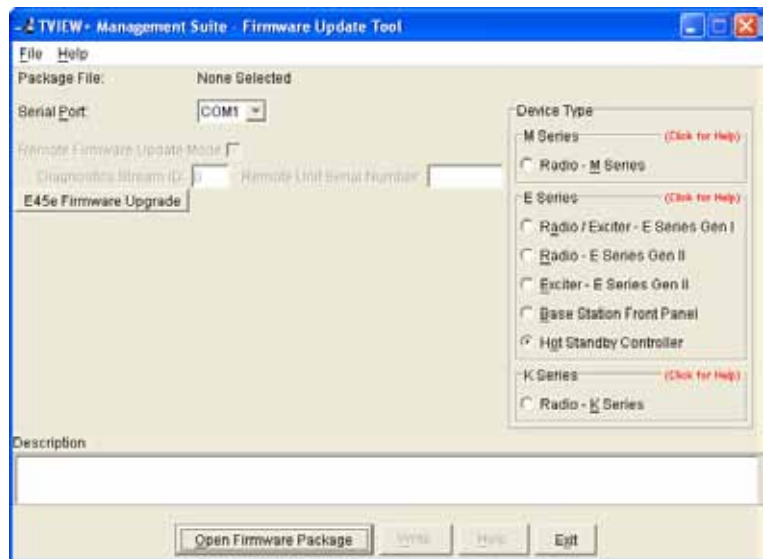 TVIEW+ Management Suite - Firmware Update Tool
File Help
Package File: None Selected
Serial Port: COM1
Remote Firmware Update Mode
Diagnostics Stream ID: 0 Remote Unit Serial Number:
E45e Firmware Upgrade
Device Type
M Series (Click for Help)
Radio - M Series
E Series (Click for Help)
Radio / Exciter - E Series Gen I
Radio - E Series Gen II
Exciter - E Series Gen II
Base Station Front Panel
Hot Standby Controller
K Series (Click for Help)
Radio - K Series
Description
Open Firmware Package Write Help Exit